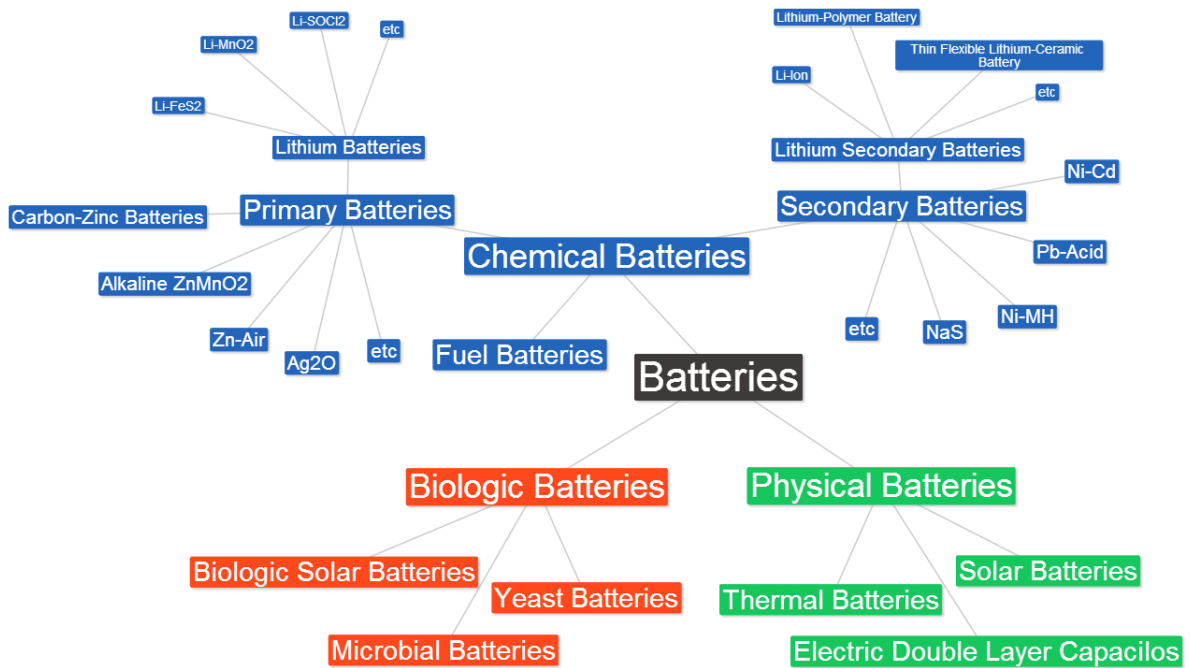 Li-SOCl2
Lithium-Polymer Battery
etc
Li-MnO2
Thin Flexible Lithium-Ceramic
Battery
Li-Ion
etc
Li-FeS2
Lithium Batteries
Lithium Secondary Batteries
Ni-Cd
Primary Batteries
Secondary Batteries
Carbon-Zinc Batteries
Chemical Batteries
Pb-Acid
Alkaline ZnMnO2
Ni-MH
Zn-Air
etc
NaS
etc
Ag2O
Fuel Batteries
Batteries
Biologic Batteries
Physical Batteries
Biologic Solar Batteries
Solar Batteries
Yeast Batteries
Thermal Batteries
Microbial Batteries
Electric Double Layer Capacilos